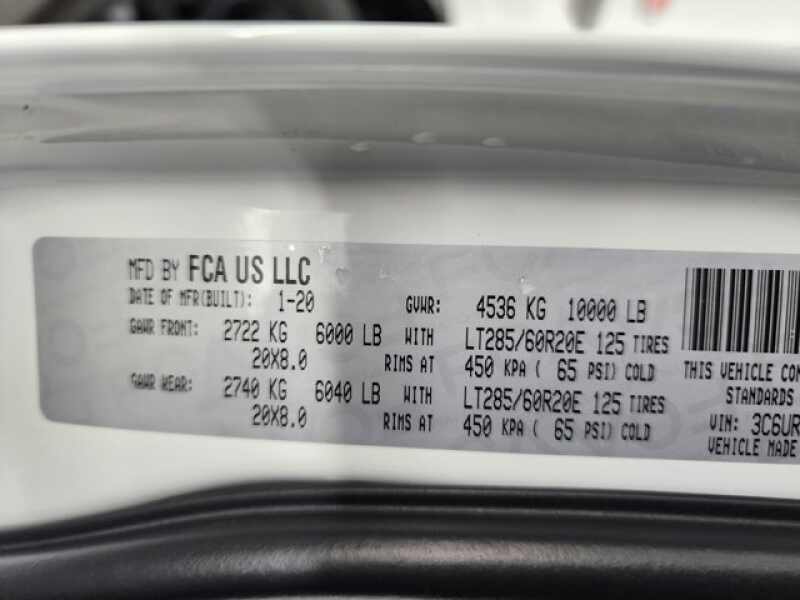 MFD BY FCA US LLC
DATE OF MFR(BUILT): 1-20 GVWR: 4536 KG 10000 LB
GAWR FRONT: 2722 KG 6000 LB WITH LT285/60R20E 125 TIRES
20X8.0 RIMS AT 450 KPA ( 65 PSI) COLD
GAWR REAR: 2740 KG 6040 LB WITH LT285/60R20E 125 TIRES
20X8.0 RIMS AT 450 KPA ( 65 PSI) COLD
THIS VEHICLE CON
STANDARDS
VIN: 3C6UR
VEHICLE MADE